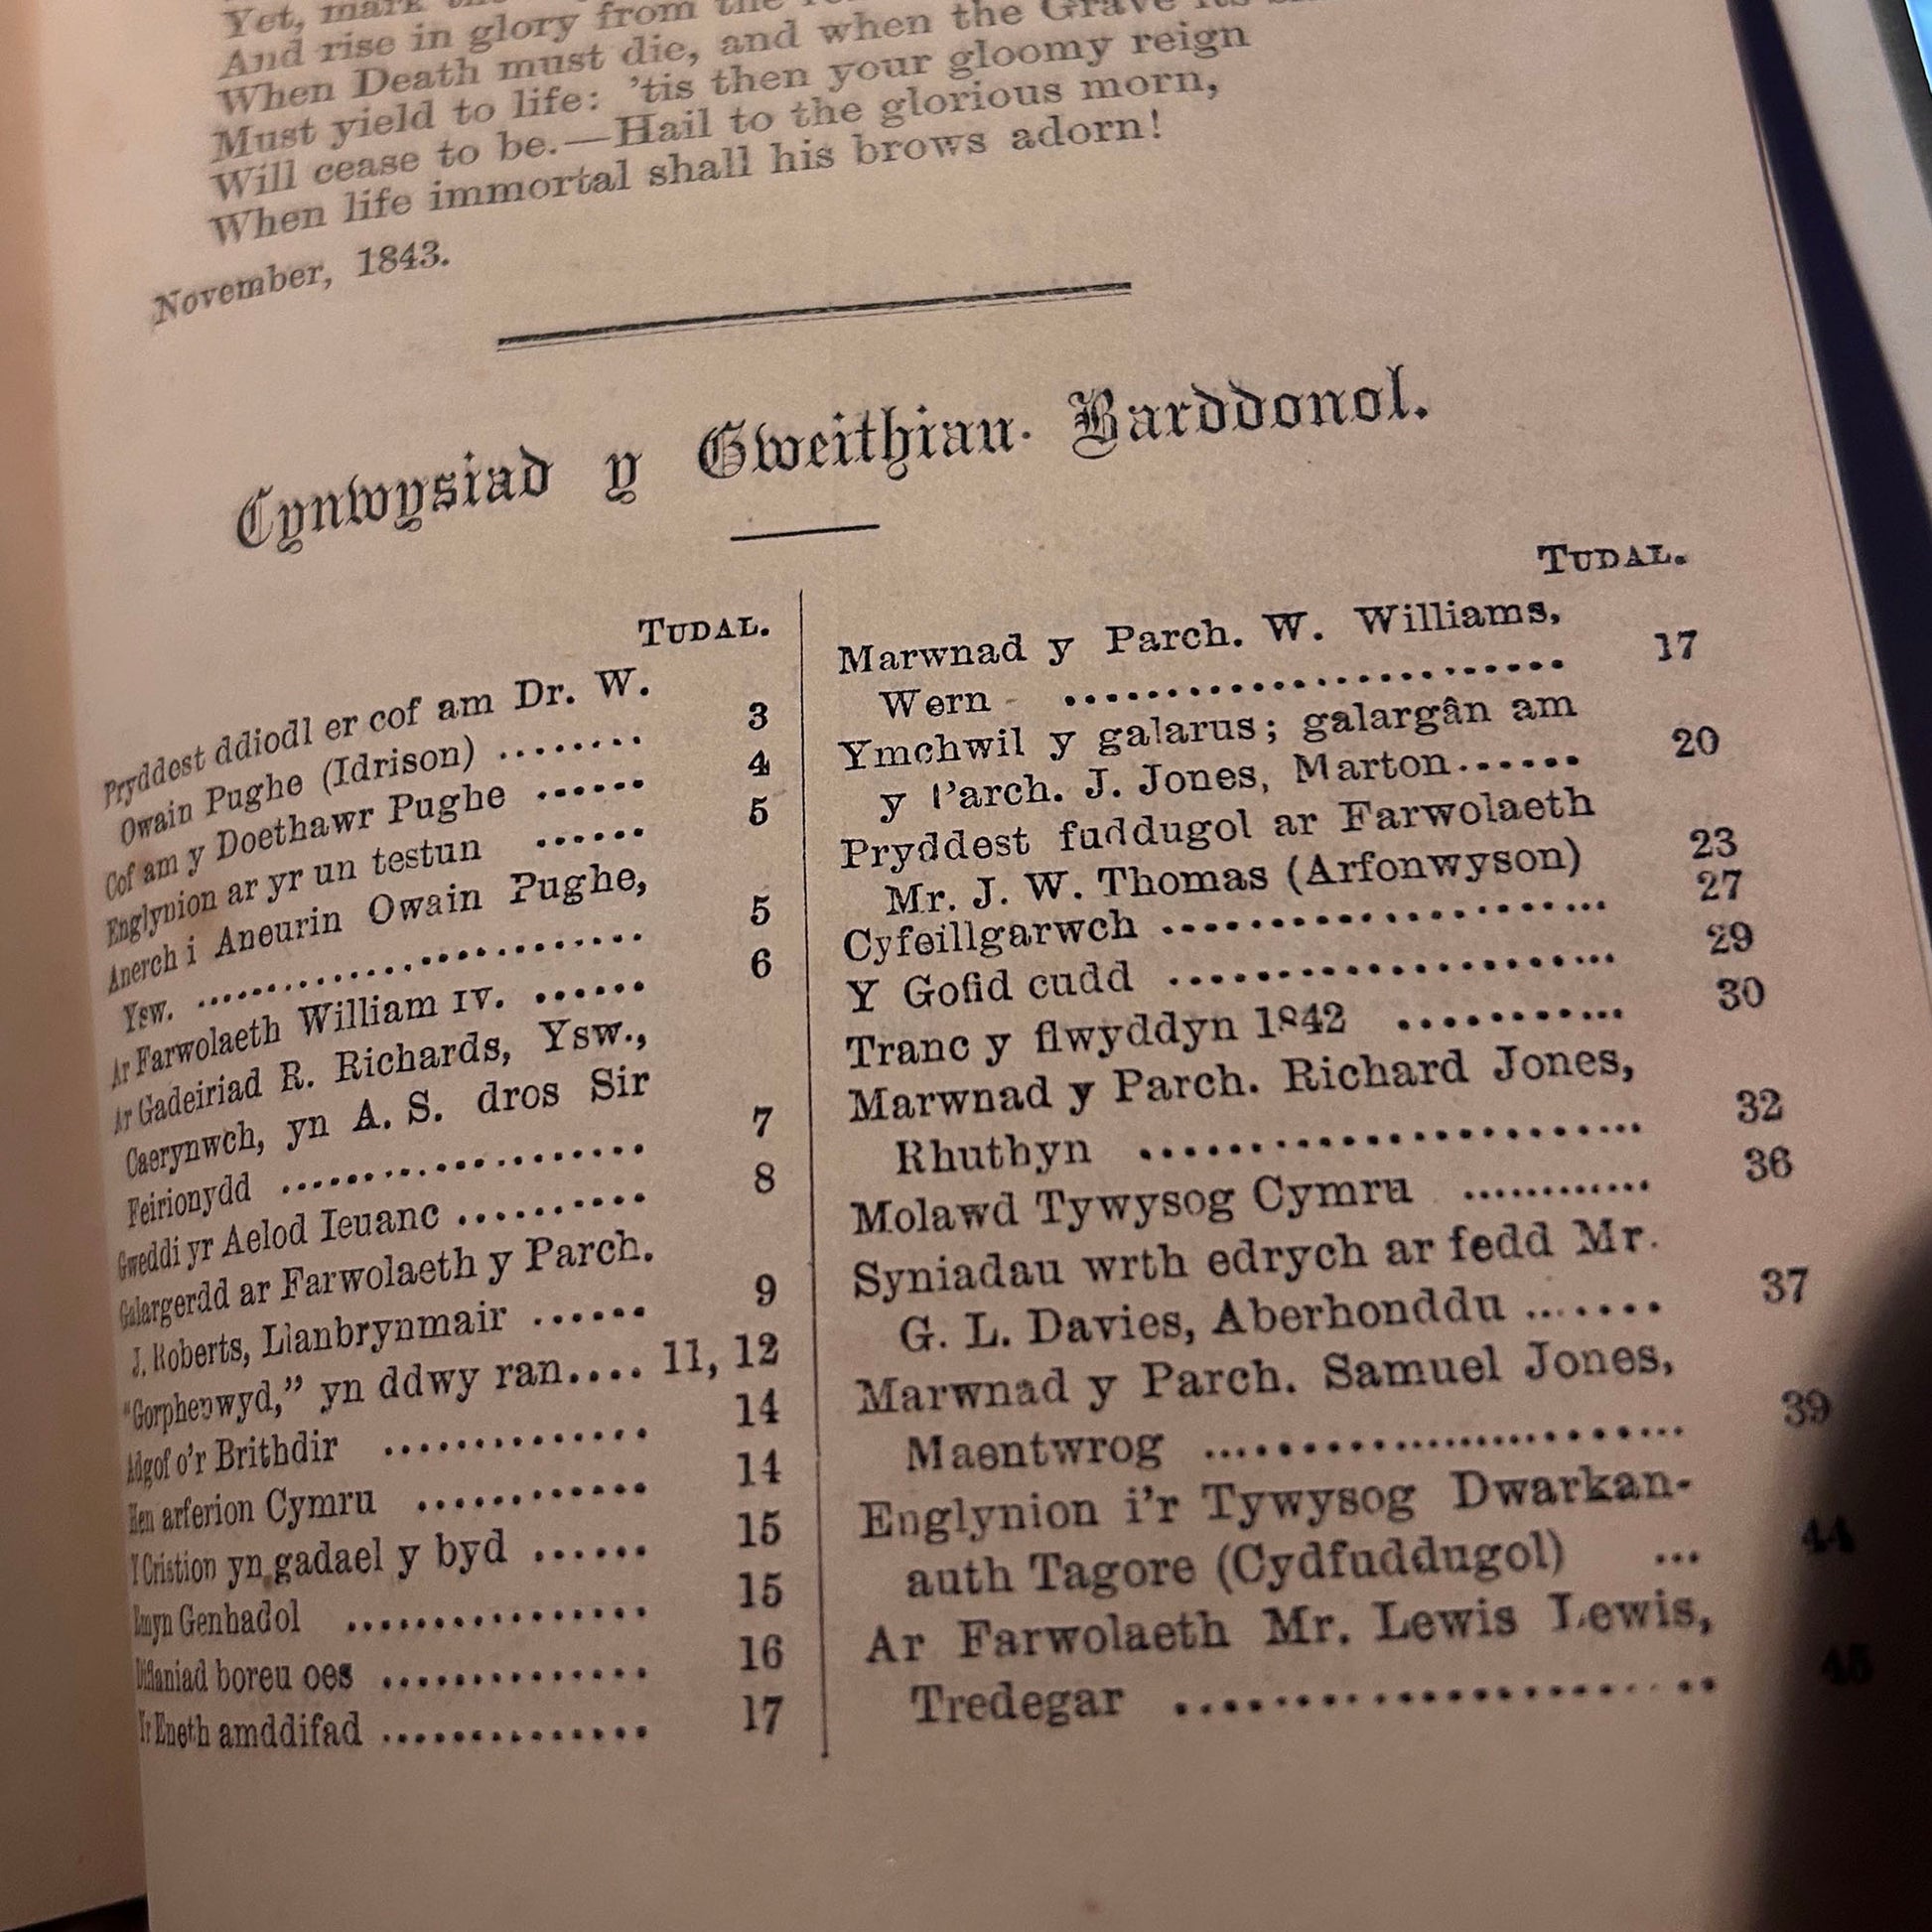 Yet, mark
And rise in glory from the
When Death must die, and when the Grave its
Must yield to life: ’tis then your gloomy reign
Will cease to be.—Hail to the glorious morn,
When life immortal shall his brows adorn!
November, 1843.
Cynwysiad y Gweithiau Barddonol.
TUDAL.
Pryddest ddiodl er cof am Dr. W.
Owain Pughe (Idrison) ........ 3
Cof am y Doethawr Pughe ...... 4
Englynion ar yr un testun ...... 5
Anerch i Aneurin Owain Pughe,
Ysw. .......................... 5
Ar Farwolaeth William IV. ...... 6
Ar Gadeiriad R. Richards, Ysw.,
Caerynwch, yn A. S. dros Sir
Feirionydd .................... 7
Gweddi yr Aelod Ieuanc .......... 8
Galargerdd ar Farwolaeth y Parch.
J. Roberts, Llanbrynmair ...... 9
“Gorphenwyd,” yn ddwy ran.... 11, 12
Adgof o’r Brithdir .............. 14
Hen arferion Cymru ............ 14
Y Cristion yn gadael y byd ...... 15
Emyn Genhadol ................ 15
Diflaniad boreu oes .............. 16
Yr Eneth amddifad .............. 17
TUDAL.
Marwnad y Parch. W. Williams,
Wern ........................ 17
Ymchwil y galarus; galargân am
y Parch. J. Jones, Marton...... 20
Pryddest fuddugol ar Farwolaeth
Mr. J. W. Thomas (Arfonwyson) 23
Cyfeillgarwch ...................... 27
Y Gofid cudd ...................... 29
Tranc y flwyddyn 1842 ........... 30
Marwnad y Parch. Richard Jones,
Rhuthyn ........................ 32
Molawd Tywysog Cymru ............ 36
Syniadau wrth edrych ar fedd Mr.
G. L. Davies, Aberhonddu ....... 37
Marwnad y Parch. Samuel Jones,
Maentwrog ........................ 39
Englynion i’r Tywysog Dwarkan-
auth Tagore (Cydfuddugol) ... 44
Ar Farwolaeth Mr. Lewis Lewis,
Tredegar .......................... 45